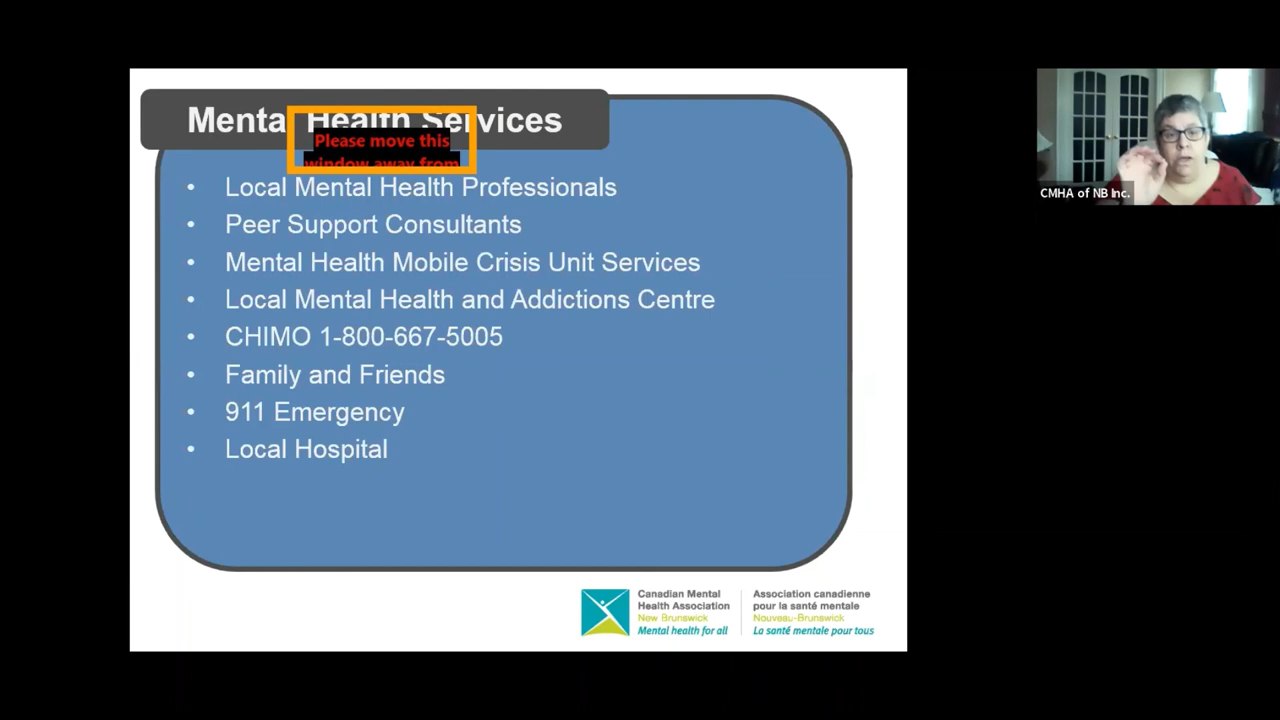 Menta Health Services
Please move this
window away from
• Local Mental Health Professionals
• Peer Support Consultants
• Mental Health Mobile Crisis Unit Services
• Local Mental Health and Addictions Centre
• CHIMO 1-800-667-5005
• Family and Friends
• 911 Emergency
• Local Hospital
Canadian Mental
Health Association
New Brunswick
Mental health for all
Association canadienne
pour la santé mentale
Nouveau-Brunswick
La santé mentale pour tous
CMHA of NB Inc.